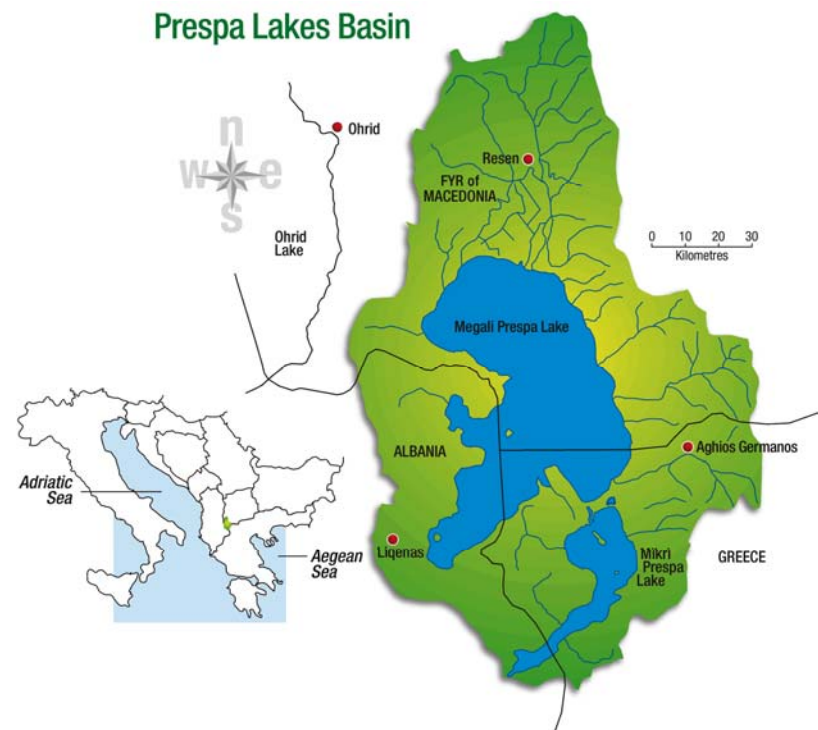 Prespa Lakes Basin
n
w e
s
Ohrid
Ohrid
Lake
Resen
FYR of
MACEDONIA
0 10 20 30
Kilometres
Megali Prespa Lake
ALBANIA
Aghios Germanos
Liqenas
Mikri
Prespa
Lake
GREECE
Adriatic
Sea
Aegean
Sea